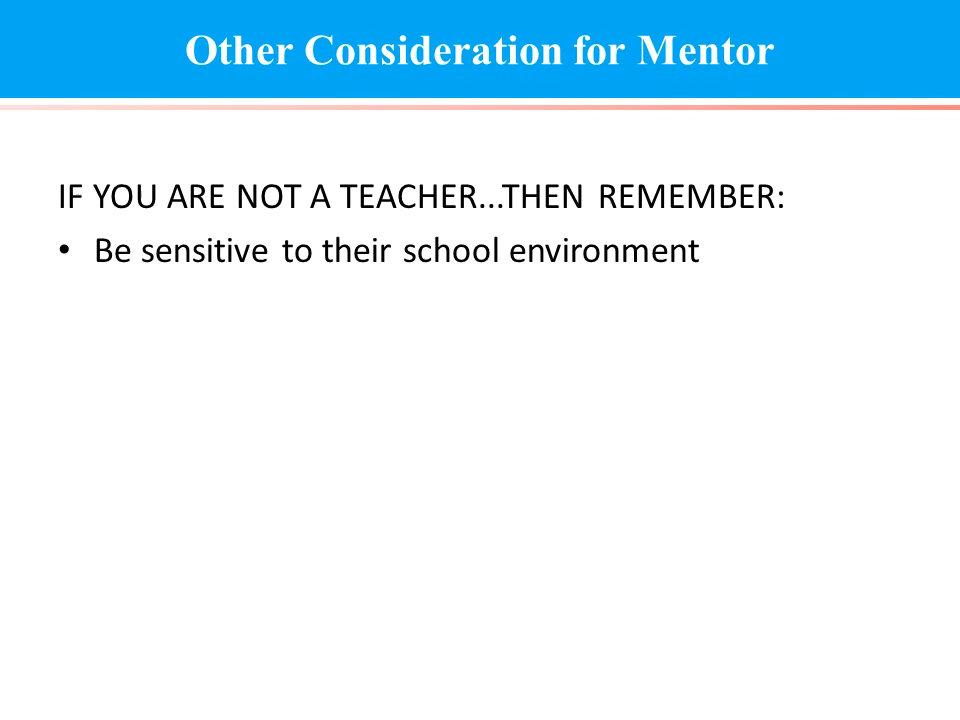 Other Consideration for Mentor
IF YOU ARE NOT A TEACHER...THEN REMEMBER:
• Be sensitive to their school environment